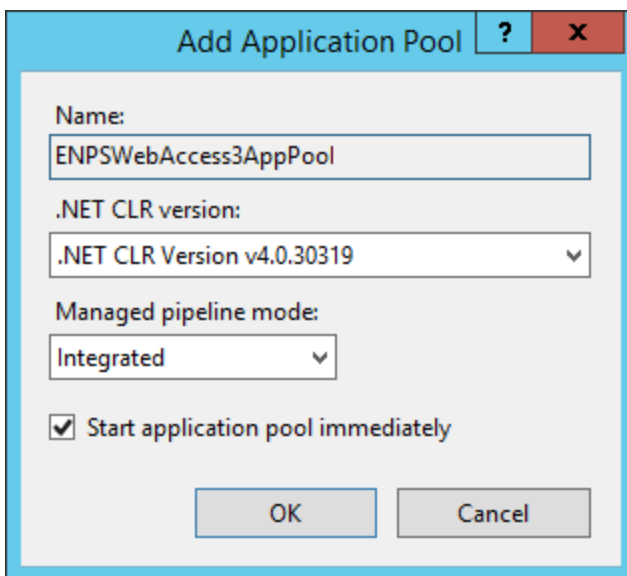 Add Application Pool ? x
Name:
ENPSWebAccess3AppPool
.NET CLR version:
.NET CLR Version v4.0.30319
Managed pipeline mode:
Integrated
Start application pool immediately
OK Cancel